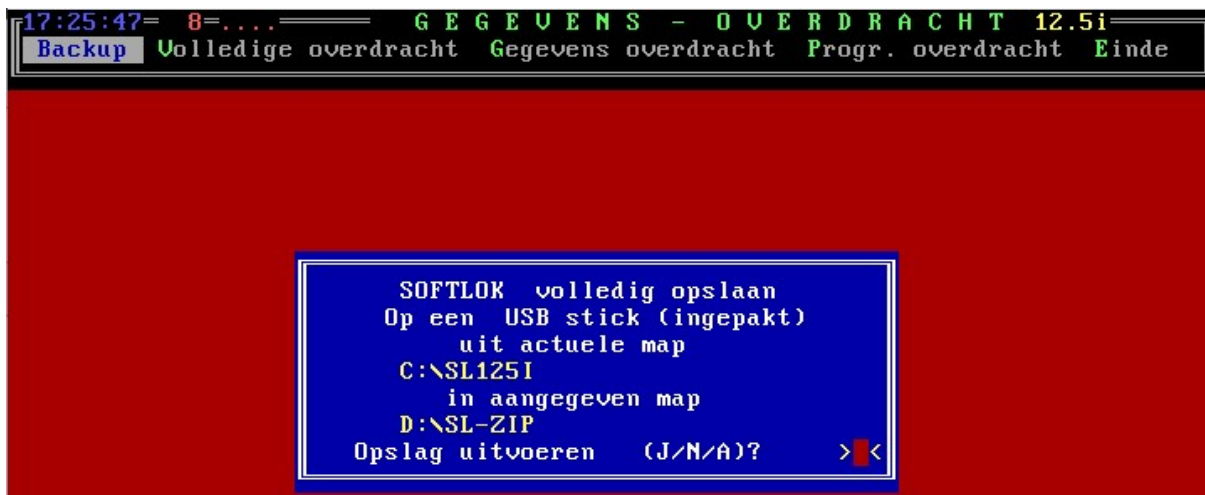 17:25:47= 8=.... G E G E V E N S - O V E R D R A C H T 12.5i
Backup Volledige overdracht Gegevens overdracht Progr. overdracht Einde
SOFTLOK volledig opslaan
Op een USB stick (ingepakt)
uit actuele map
C:\SL125I
in aangegeven map
D:\SL-ZIP
Opslag uitvoeren (J/N/A)? > <